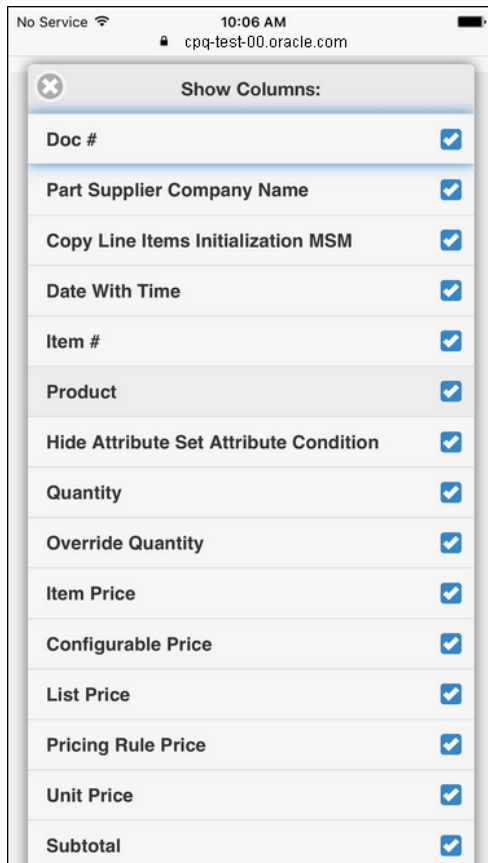 No Service 10:06 AM
cpq-test-00.oracle.com
Show Columns:
Doc #
Part Supplier Company Name
Copy Line Items Initialization MSM
Date With Time
Item #
Product
Hide Attribute Set Attribute Condition
Quantity
Override Quantity
Item Price
Configurable Price
List Price
Pricing Rule Price
Unit Price
Subtotal